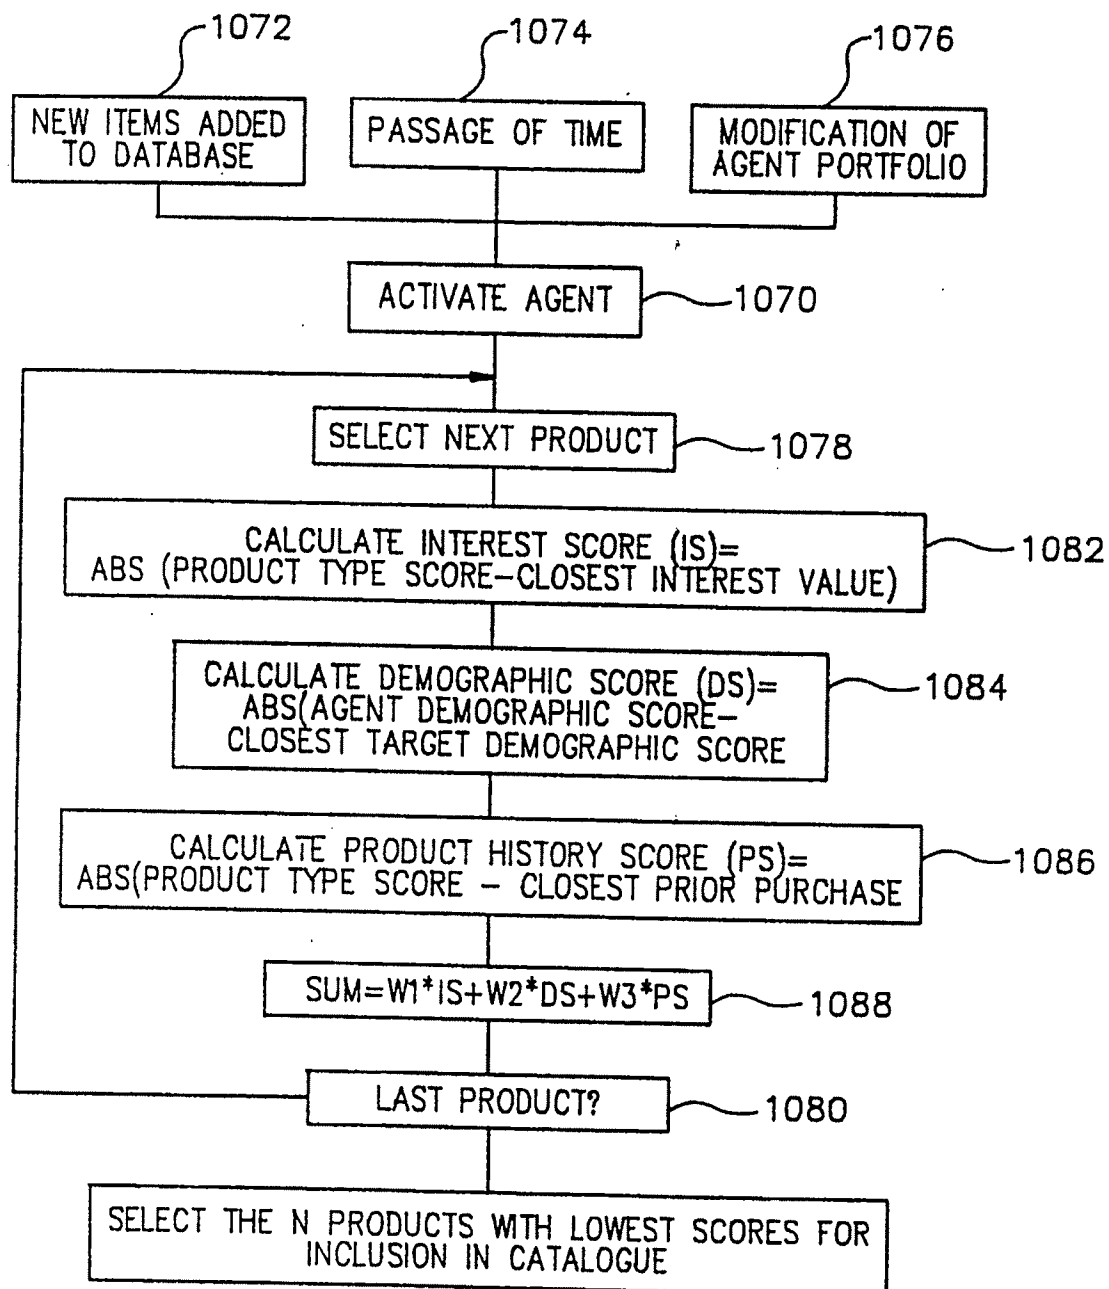 1072
1074
1076
NEW ITEMS ADDED
TO DATABASE
PASSAGE OF TIME
MODIFICATION OF
AGENT PORTFOLIO
ACTIVATE AGENT
1070
SELECT NEXT PRODUCT
1078
CALCULATE INTEREST SCORE (IS)=
ABS (PRODUCT TYPE SCORE-CLOSEST INTEREST VALUE)
1082
CALCULATE DEMOGRAPHIC SCORE (DS)=
ABS(AGENT DEMOGRAPHIC SCORE-
CLOSEST TARGET DEMOGRAPHIC SCORE
1084
CALCULATE PRODUCT HISTORY SCORE (PS)=
ABS(PRODUCT TYPE SCORE - CLOSEST PRIOR PURCHASE
1086
SUM=W1*IS+W2*DS+W3*PS
1088
LAST PRODUCT?
1080
SELECT THE N PRODUCTS WITH LOWEST SCORES FOR
INCLUSION IN CATALOGUE